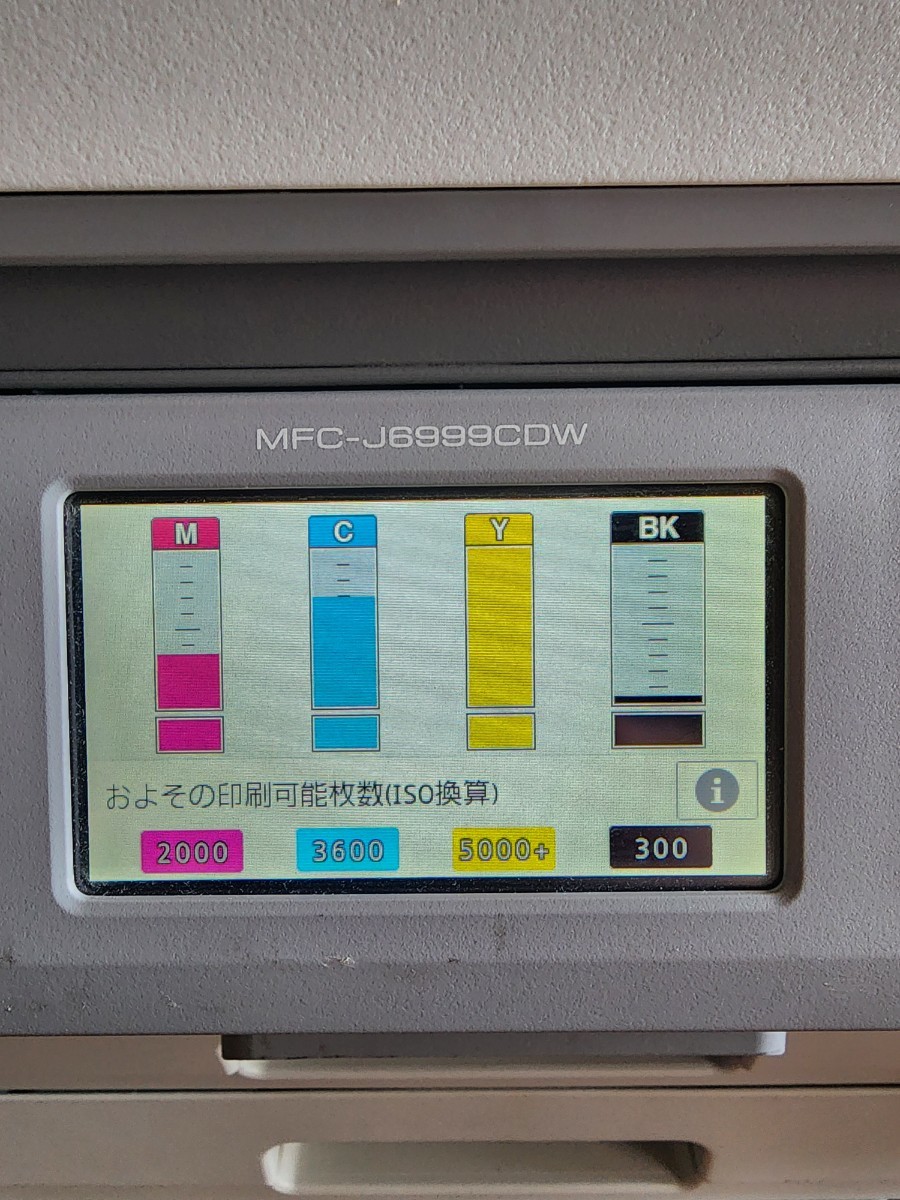 MFC-J6999CDW
M C Y BK
およその印刷可能枚数(ISO換算)
i
2000 3600 5000+ 300